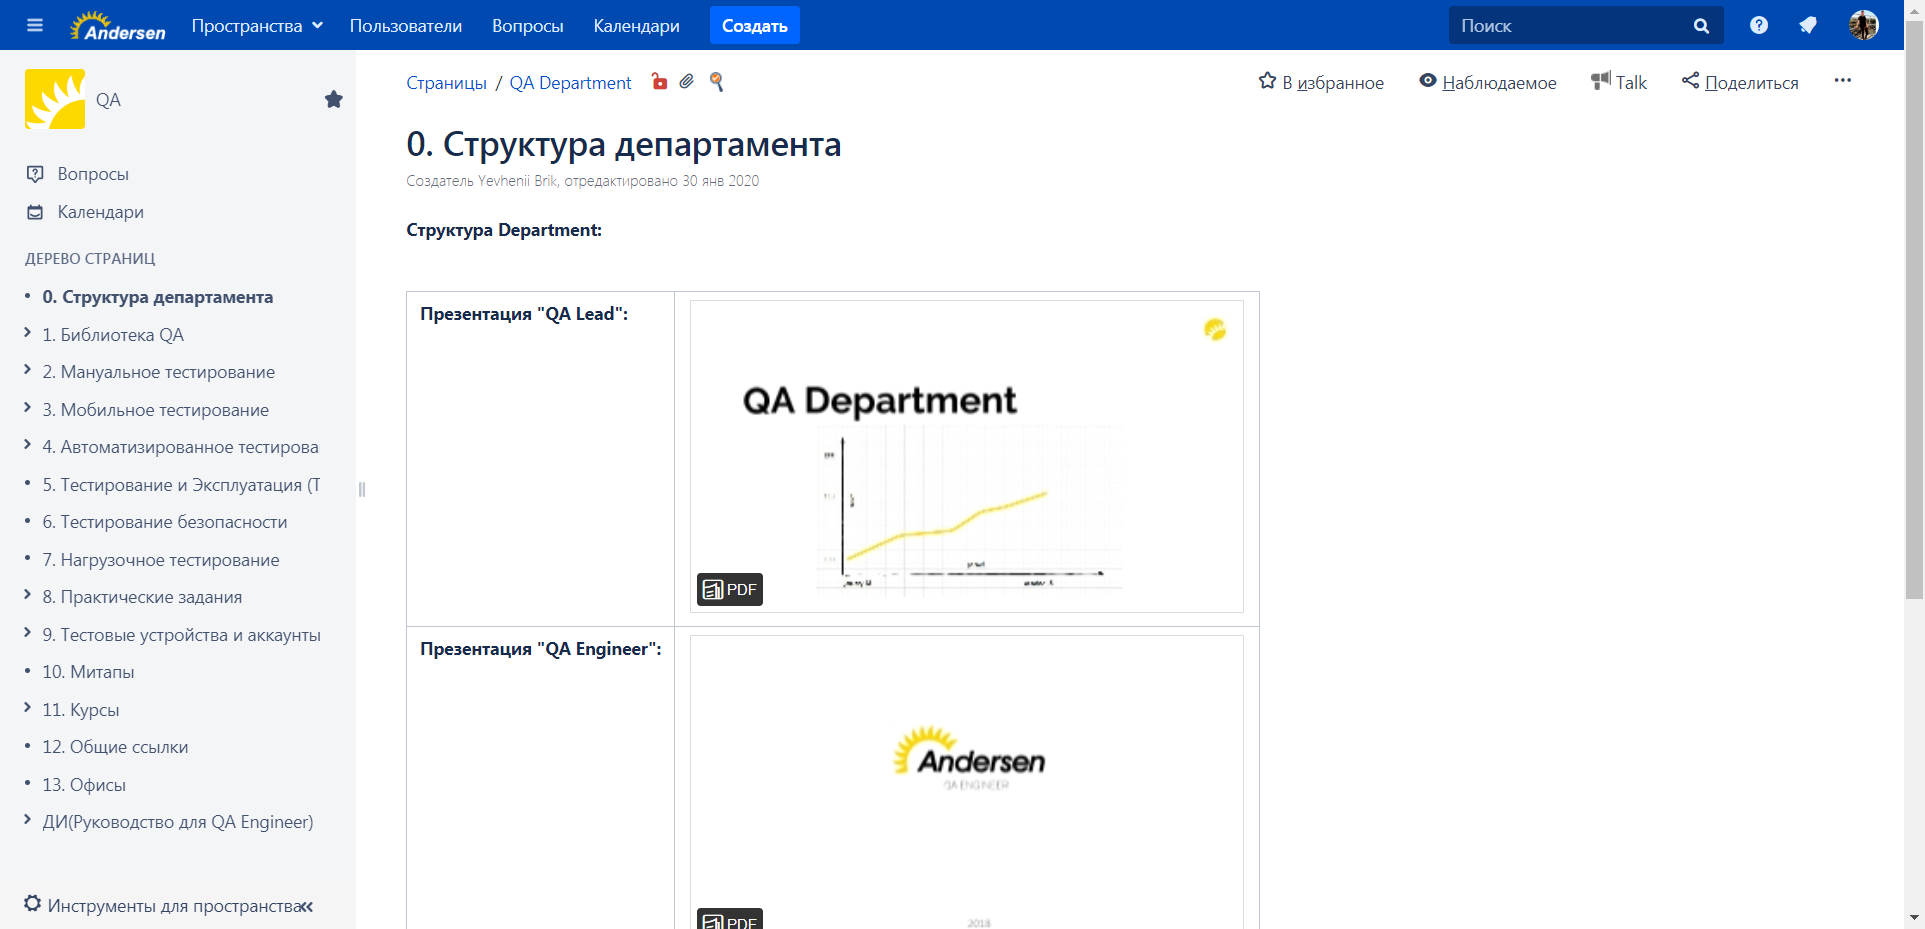 Andersen Пространства Пользователи Вопросы Календари Создать Поиск
QA
Вопросы
Календари
ДЕРЕВО СТРАНИЦ
0. Структура департамента
1. Библиотека QA
2. Мануальное тестирование
3. Мобильное тестирование
4. Автоматизированное тестирова
5. Тестирование и Эксплуатация (Т
6. Тестирование безопасности
7. Нагрузочное тестирование
8. Практические задания
9. Тестовые устройства и аккаунты
10. Митапы
11. Курсы
12. Общие ссылки
13. Офисы
ДИ(Руководство для QA Engineer)
Инструменты для пространства
Страницы / QA Department
В избранное Наблюдаемое Talk Поделиться
0. Структура департамента
Создатель Yevhenii Brik, отредактировано 30 янв 2020
Структура Department:
Презентация "QA Lead":
QA Department
PDF
Презентация "QA Engineer":
Andersen
QA ENGINEER
2018
PDF